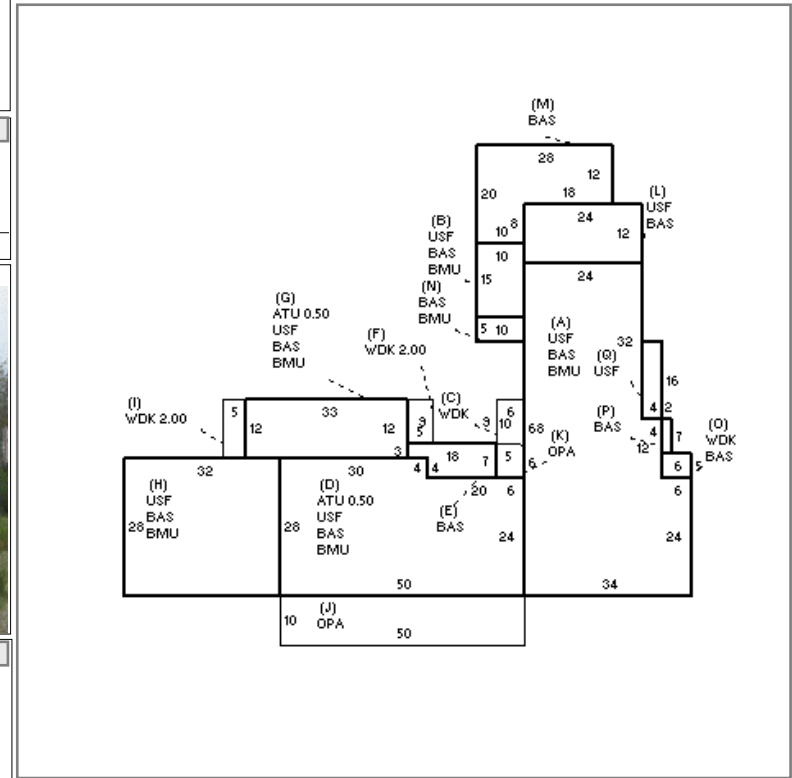 (M)
BAS
28
12
20
18
(L)
USF
BAS
24
12
(B)
USF
BAS
BMU
10 8
10
15
24
(N)
BAS
BMU
5 10
(G)
ATU 0.50
USF
BAS
BMU
(F)
WDK 2.00
(A)
USF
BAS
BMU
32
(Q)
USF
16
(I)
WDK 2.00
5
33
12
12
3
9
5
(C)
WDK
9
6
10
68
4 2
(P)
BAS
4
12
7
(O)
WDK
BAS
(K)
OPA
6
18
7
5
6
5
32
30
4
4
20
6
6
(H)
USF
BAS
BMU
28
(D)
ATU 0.50
USF
BAS
BMU
28
(E)
BAS
24
24
50
34
(J)
OPA
10
50